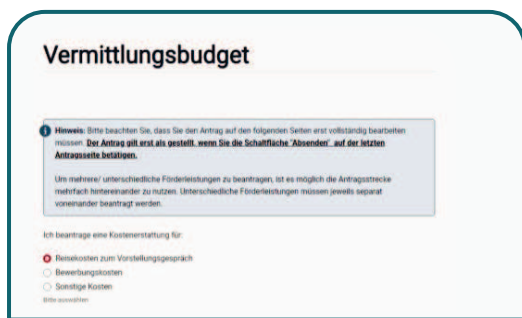 Vermittlungsbudget
Hinweis: Bitte beachten Sie, dass Sie den Antrag auf den folgenden Seiten erst vollständig bearbeiten
müssen. Der Antrag gilt erst als gestellt, wenn Sie die Schaltfläche "Absenden" auf der letzten
Antragsseite betätigen.
Um mehrere/ unterschiedliche Förderleistungen zu beantragen, ist es möglich die Antragsstrecke
mehrfach hintereinander zu nutzen. Unterschiedliche Förderleistungen müssen jeweils separat
voneinander beantragt werden.
Ich beantrage eine Kostenerstattung für:
Reisekosten zum Vorstellungsgespräch
Bewerbungskosten
Sonstige Kosten
Bitte auswählen